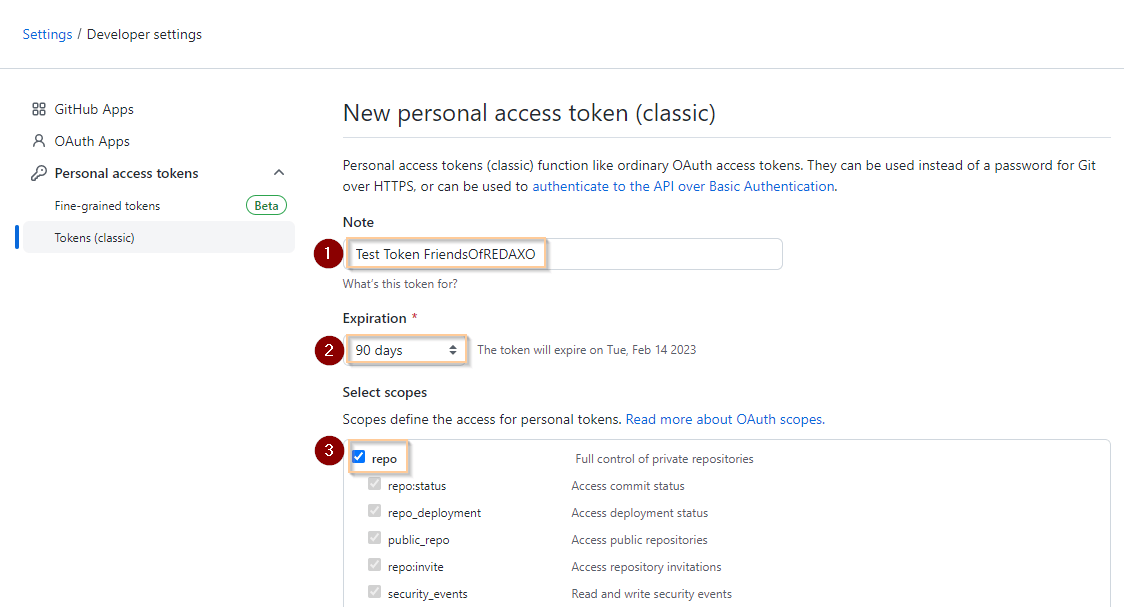 Settings / Developer settings
GitHub Apps
OAuth Apps
Personal access tokens
Fine-grained tokens Beta
Tokens (classic)
New personal access token (classic)
Personal access tokens (classic) function like ordinary OAuth access tokens. They can be used instead of a password for Git
over HTTPS, or can be used to authenticate to the API over Basic Authentication.
Note
1 Test Token FriendsOfREDAXO
What's this token for?
Expiration *
2 90 days The token will expire on Tue, Feb 14 2023
Select scopes
Scopes define the access for personal tokens. Read more about OAuth scopes.
3 repo Full control of private repositories
repo:status Access commit status
repo_deployment Access deployment status
public_repo Access public repositories
repo:invite Access repository invitations
security_events Read and write security events